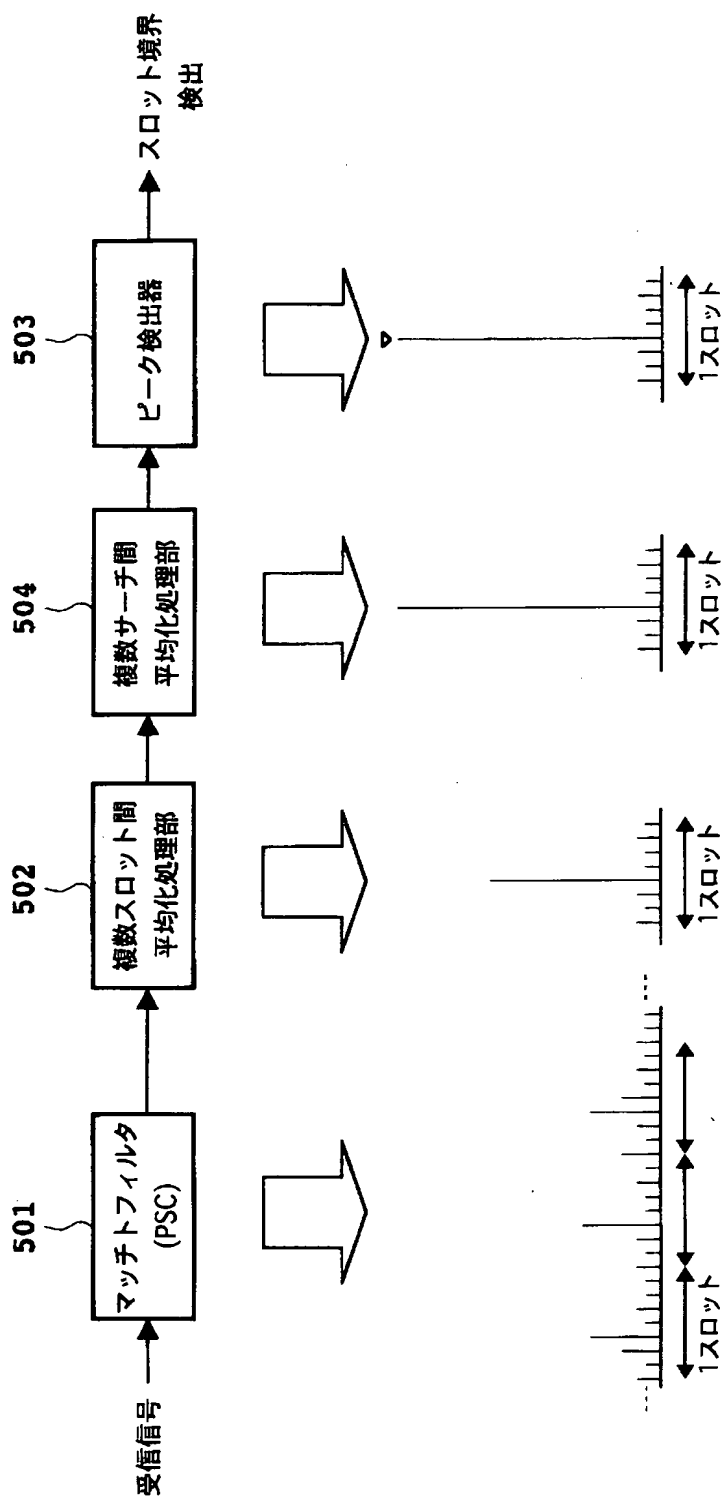 受信信号
501
マッチトフィルタ
(PSC)
502
複数スロット間
平均化処理部
504
複数サーチ間
平均化処理部
503
ピーク検出器
スロット境界
検出
1スロット
1スロット
1スロット
1スロット